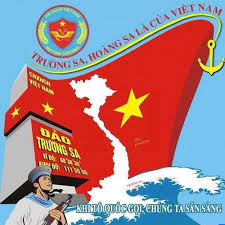 TRƯỜNG SA, HOÀNG SA LÀ CỦA VIỆT NAM
CHXHCN
VIỆT NAM
ĐẢO
TRƯỜNG SA
KHI TỔ QUỐC GỌI, CHÚNG TA SẴN SÀNG